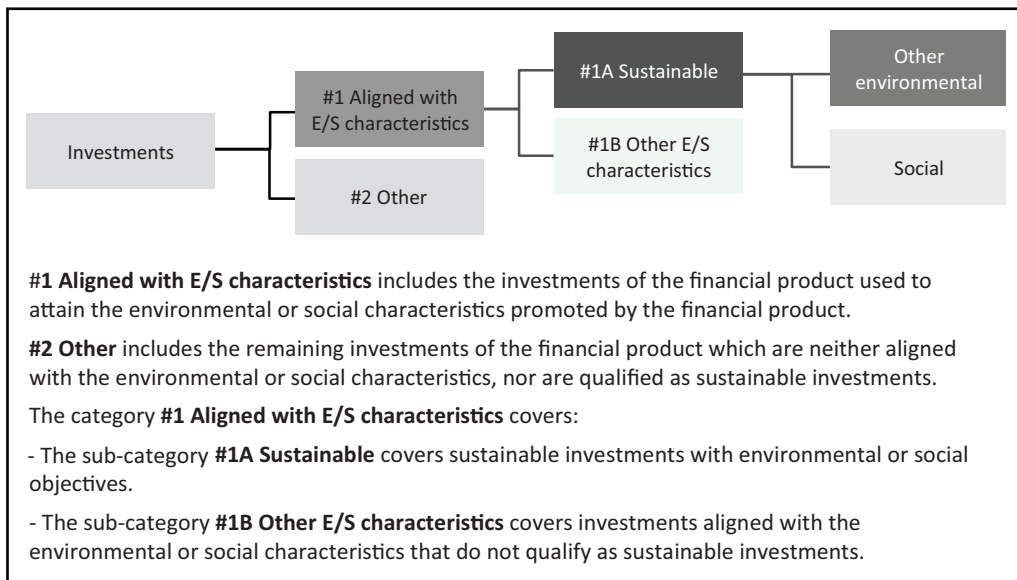 Investments
#1 Aligned with
E/S characteristics
#2 Other
#1A Sustainable
#1B Other E/S
characteristics
Other
environmental
Social
#1 Aligned with E/S characteristics includes the investments of the financial product used to
attain the environmental or social characteristics promoted by the financial product.
#2 Other includes the remaining investments of the financial product which are neither aligned
with the environmental or social characteristics, nor are qualified as sustainable investments.
The category #1 Aligned with E/S characteristics covers:
- The sub-category #1A Sustainable covers sustainable investments with environmental or social
objectives.
- The sub-category #1B Other E/S characteristics covers investments aligned with the
environmental or social characteristics that do not qualify as sustainable investments.